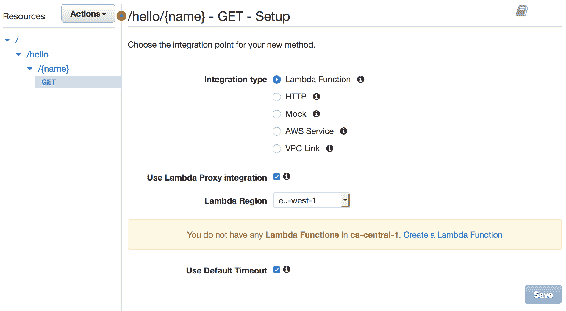 Resources
Actions
/hello/{name} - GET - Setup
/
/hello
/{name}
GET
Choose the integration point for your new method.
Integration type
Lambda Function
HTTP
Mock
AWS Service
VPC Link
Use Lambda Proxy integration
Lambda Region
-west-1
You do not have any Lambda Functions in ca-central-1. Create a Lambda Function
Use Default Timeout
Save